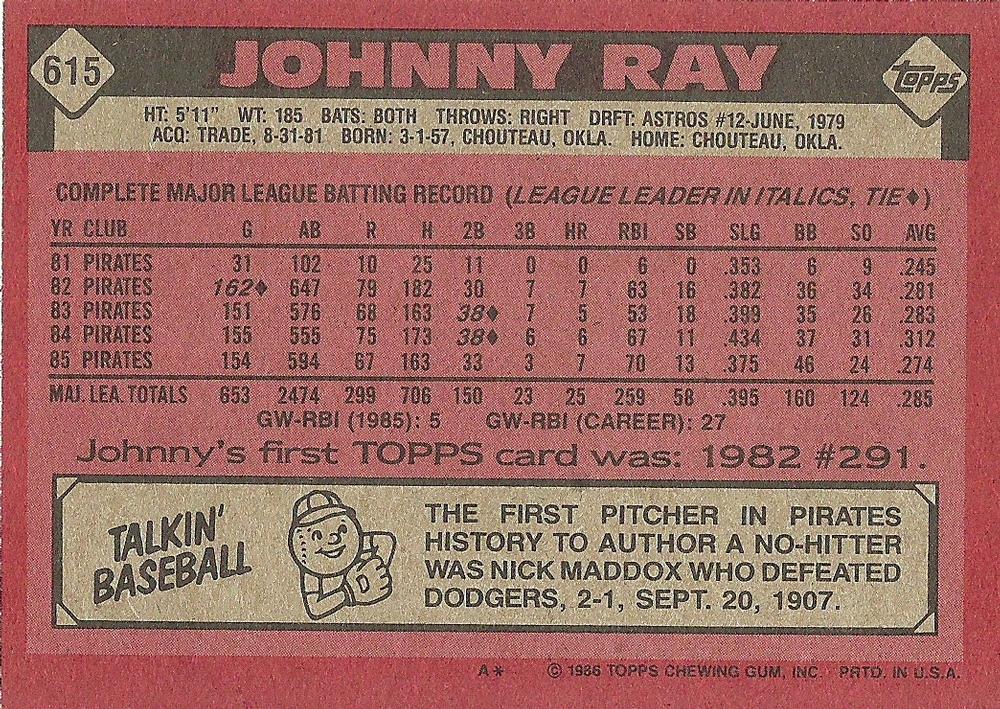 615 JOHNNY RAY Topps
HT: 5'11" WT: 185 BATS: BOTH THROWS: RIGHT DRFT: ASTROS #12-JUNE, 1979
ACQ: TRADE, 8-31-81 BORN: 3-1-57, CHOUTEAU, OKLA. HOME: CHOUTEAU, OKLA.
COMPLETE MAJOR LEAGUE BATTING RECORD (LEAGUE LEADER IN ITALICS, TIE♦)
YR CLUB G AB R H 2B 3B HR RBI SB SLG BB SO AVG
81 PIRATES 31 102 10 25 11 0 0 6 0 .353 6 9 .245
82 PIRATES 162♦ 647 79 182 30 7 7 63 16 .382 36 34 .281
83 PIRATES 151 576 68 163 38♦ 7 5 53 18 .399 35 26 .283
84 PIRATES 155 555 75 173 38♦ 6 6 67 11 .434 37 31 .312
85 PIRATES 154 594 67 163 33 3 7 70 13 .375 46 24 .274
MAJ. LEA. TOTALS 653 2474 299 706 150 23 25 259 58 .395 160 124 .285
GW-RBI (1985): 5 GW-RBI (CAREER): 27
Johnny's first TOPPS card was: 1982 #291.
TALKIN'
BASEBALL
THE FIRST PITCHER IN PIRATES
HISTORY TO AUTHOR A NO-HITTER
WAS NICK MADDOX WHO DEFEATED
DODGERS, 2-1, SEPT. 20, 1907.
A* © 1986 TOPPS CHEWING GUM, INC. PRTD. IN U.S.A.